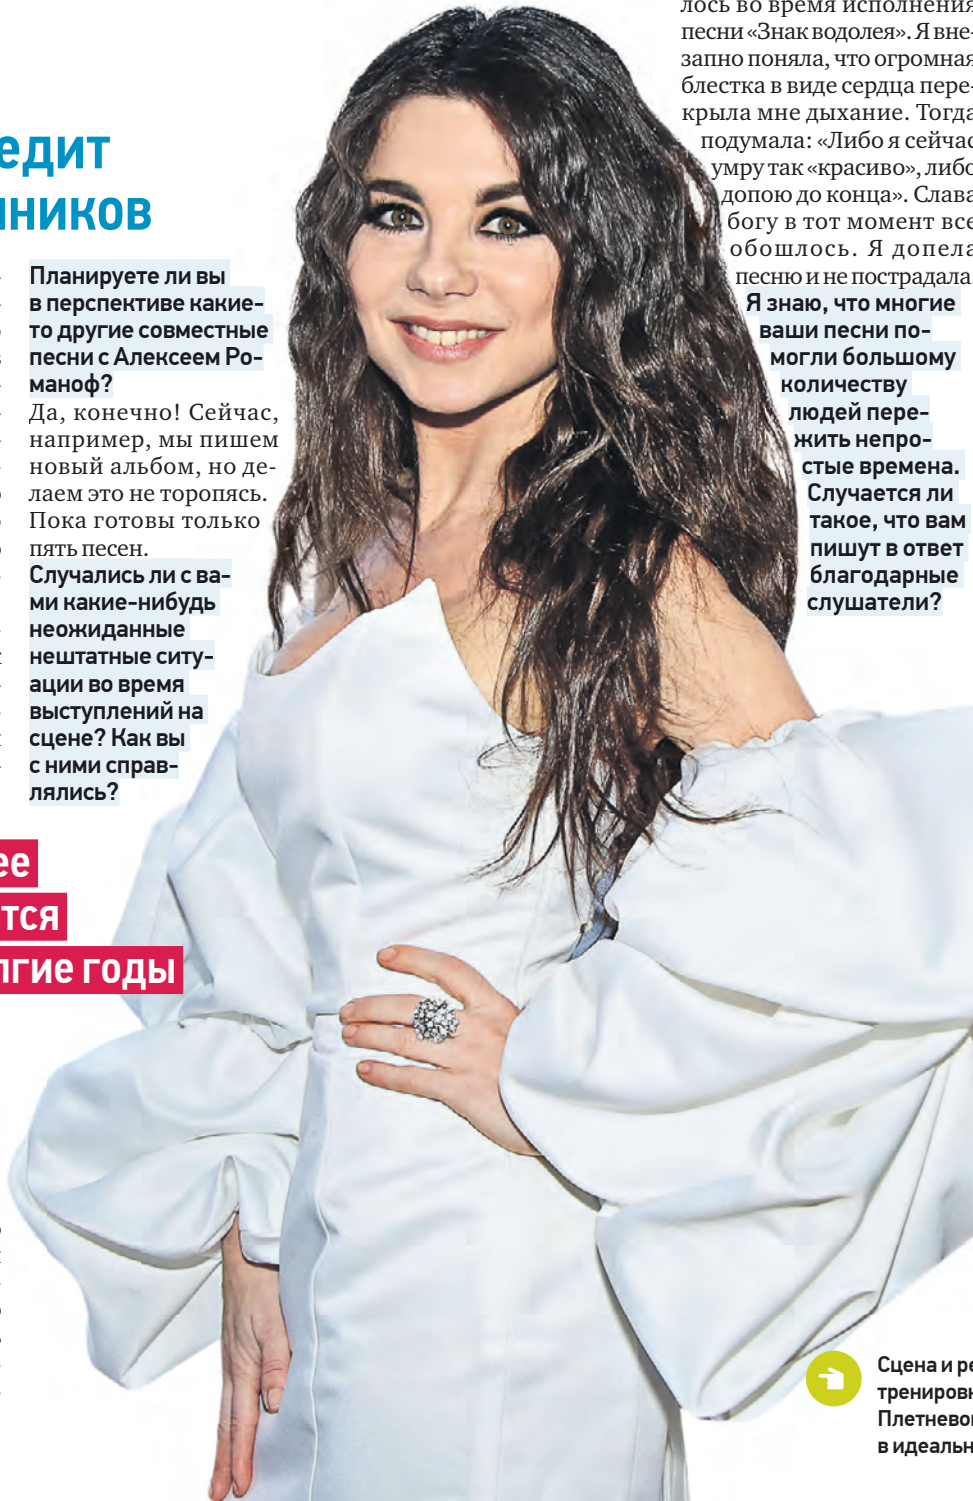 едит
ников
Планируете ли вы
в перспективе какие-
то другие совместные
песни с Алексеем Ро-
маноф?
Да, конечно! Сейчас,
например, мы пишем
новый альбом, но де-
лаем это не торопясь.
Пока готовы только
пять песен.
Случались ли с ва-
ми какие-нибудь
неожиданные
нештатные ситу-
ации во время
выступлений на
сцене? Как вы
с ними справ-
лялись?
ее
тся
лгие годы
лось во время исполнения
песни «Знак водолея». Я вне-
запно поняла, что огромная
блестка в виде сердца пере-
крыла мне дыхание. Тогда
подумала: «Либо я сейчас
умру так «красиво», либо
допою до конца». Слава
богу в тот момент все
обошлось. Я допела
песню и не пострадала.
Я знаю, что многие
ваши песни по-
могли большому
количеству
людей пере-
жить непро-
стые времена.
Случается ли
такое, что вам
пишут в ответ
благодарные
слушатели?
Сцена и ре
тренировк
Плетнево
в идеальн